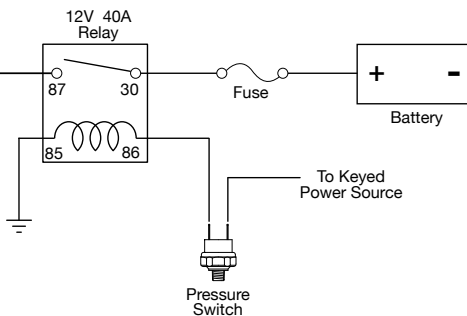 12V 40A
Relay
87
30
Fuse
+ -
Battery
85
86
To Keyed
Power Source
Pressure
Switch